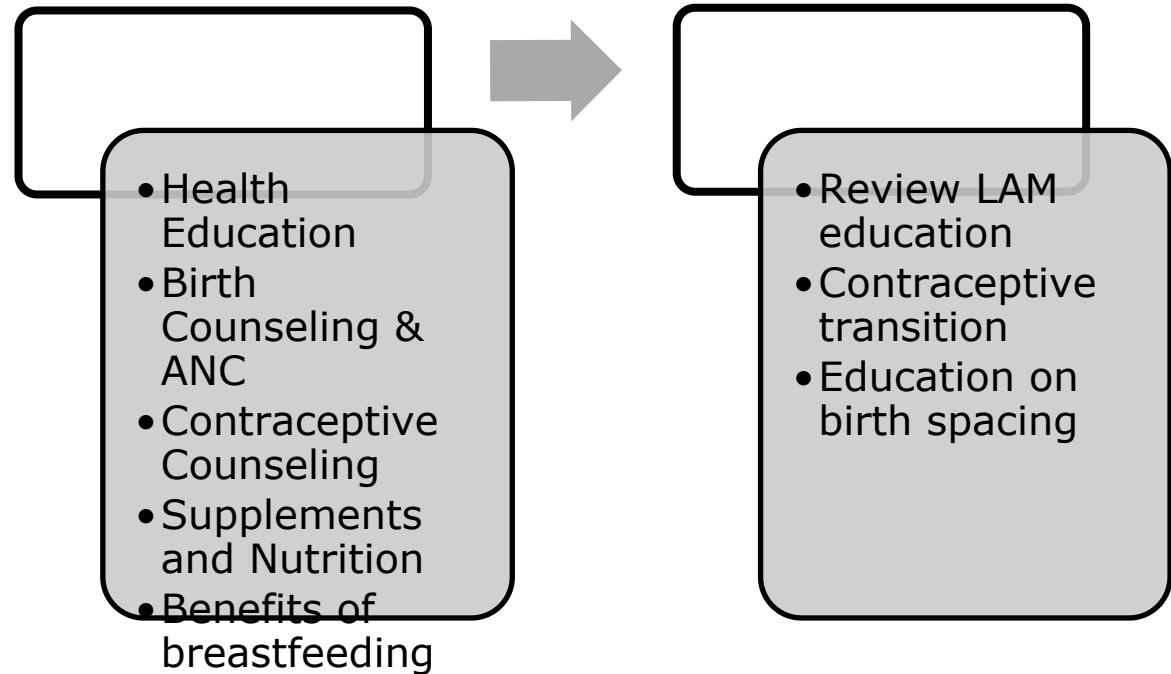 •Health
Education
•Birth
Counseling &
ANC
•Contraceptive
Counseling
•Supplements
and Nutrition
•Benefits of
breastfeeding
•Review LAM
education
•Contraceptive
transition
•Education on
birth spacing